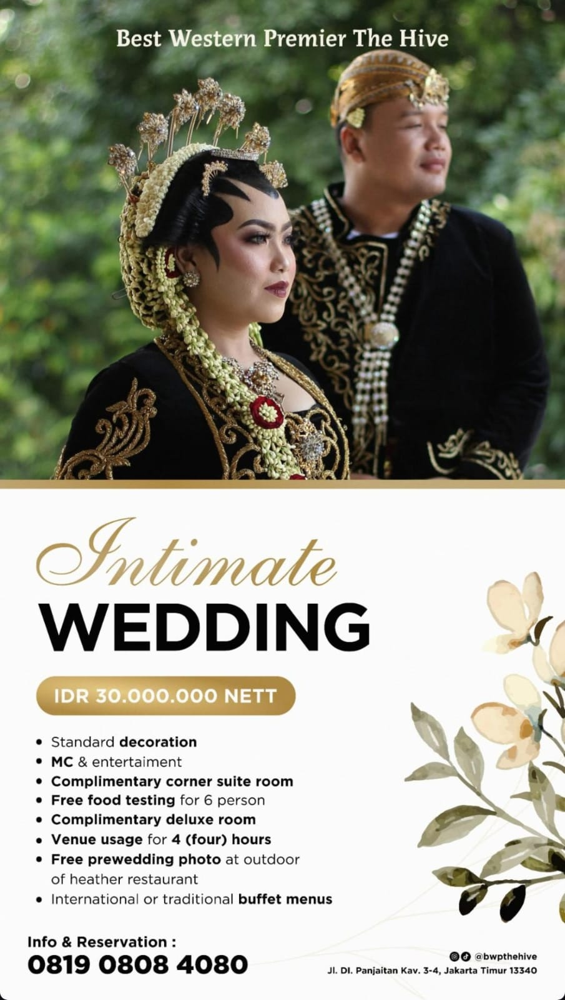 Best Western Premier The Hive
Intimate
WEDDING
IDR 30.000.000 NETT
• Standard decoration
• MC & entertaiment
• Complimentary corner suite room
• Free food testing for 6 person
• Complimentary deluxe room
• Venue usage for 4 (four) hours
• Free prewedding photo at outdoor
of heather restaurant
• International or traditional buffet menus
Info & Reservation :
0819 0808 4080
@bwpthehive
Jl. DI. Panjaitan Kav. 3-4, Jakarta Timur 13340